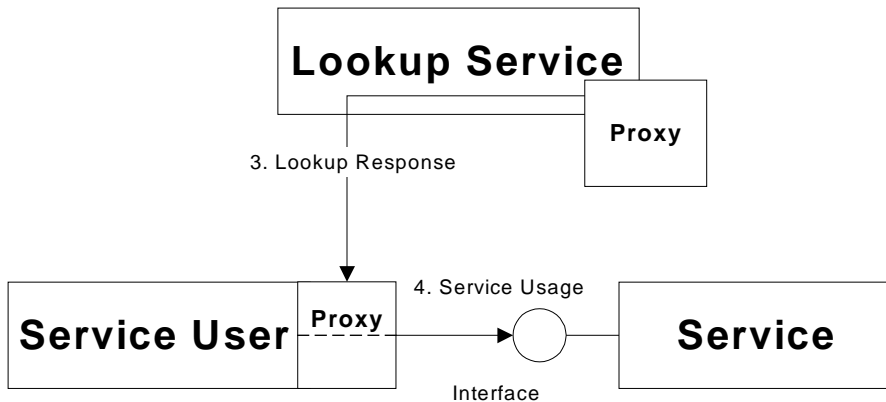 Lookup Service
Proxy
3. Lookup Response
4. Service Usage
Service User
Proxy
Service
Interface